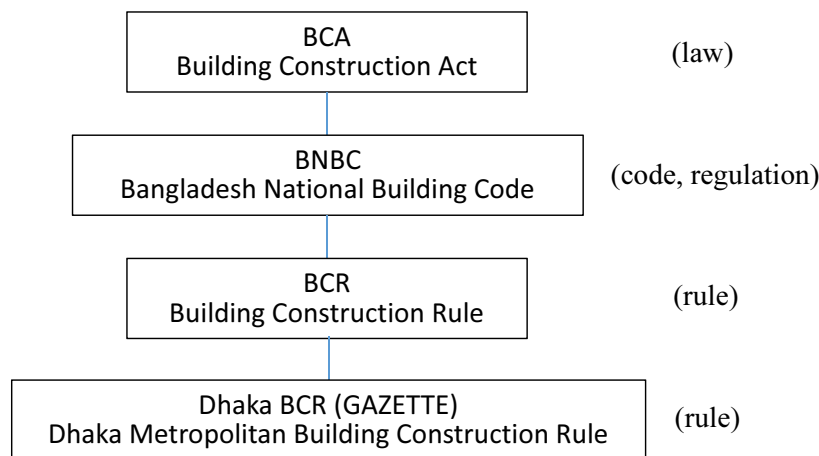 BCA
Building Construction Act
(law)
BNBC
Bangladesh National Building Code
(code, regulation)
BCR
Building Construction Rule
(rule)
Dhaka BCR (GAZETTE)
Dhaka Metropolitan Building Construction Rule
(rule)